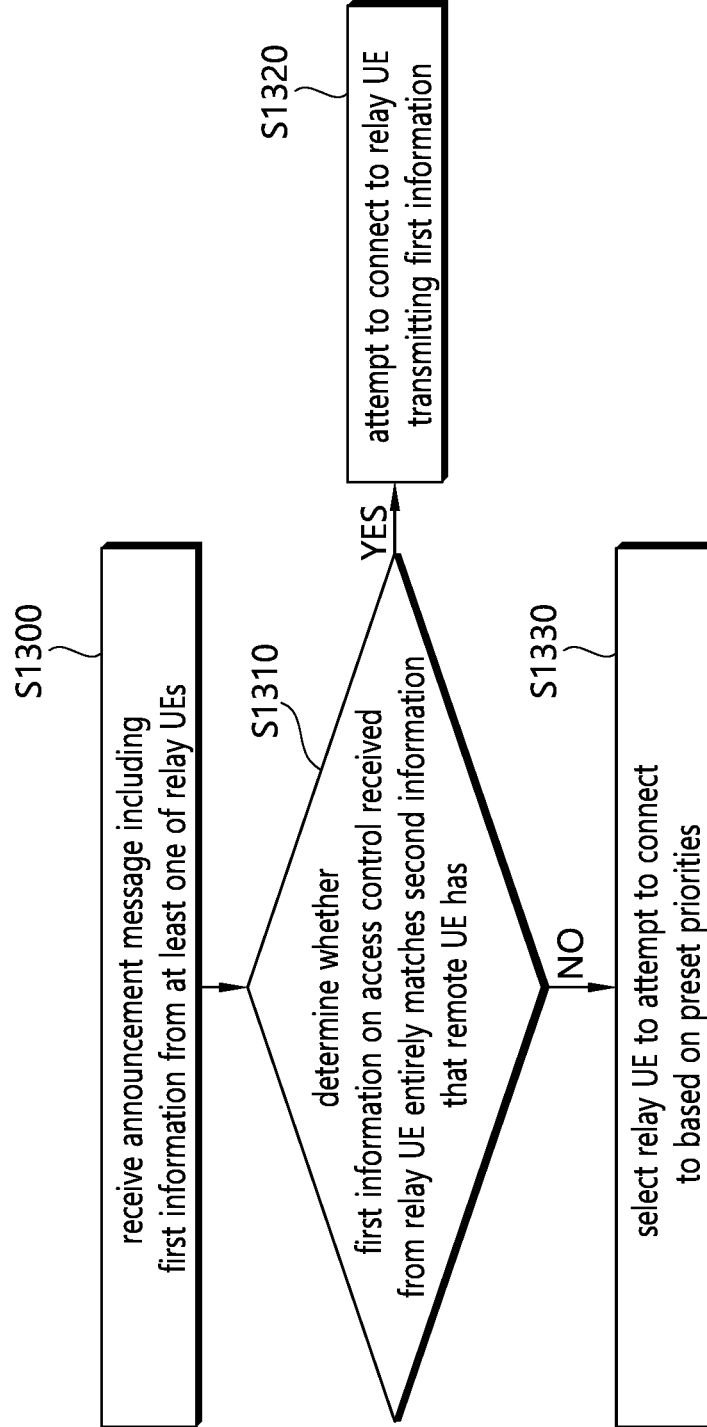 S1300
receive announcement message including
first information from at least one of relay UEs
S1310
determine whether
first information on access control received
from relay UE entirely matches second information
that remote UE has
YES
S1320
attempt to connect to relay UE
transmitting first information
NO
S1330
select relay UE to attempt to connect
to based on preset priorities